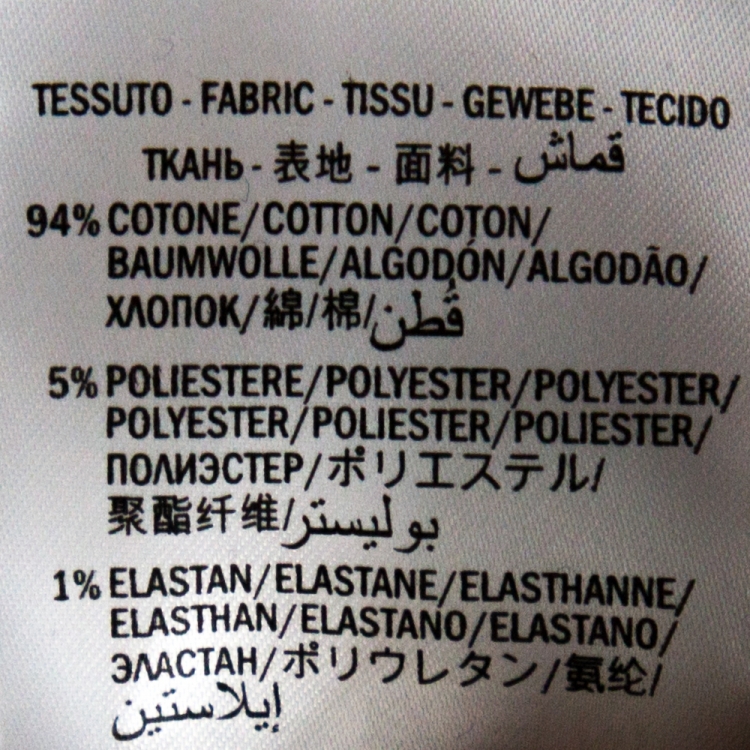 TESSUTO - FABRIC - TISSU - GEWEBE - TECIDO
ТКАНЬ - 表地 - 面料 - قماش
94% COTONE/COTTON/COTON/
BAUMWOLLE/ALGODÓN/ALGODÃO/
ХЛОПОК/綿/棉/قُطن
5% POLIESTERE/POLYESTER/POLYESTER/
POLYESTER/POLIESTER/POLIESTER/
ПОЛИЭСТЕР/ポリエステル/
聚酯纤维/بوليستر
1% ELASTAN/ELASTANE/ELASTHANNE/
ELASTHAN/ELASTANO/ELASTANO/
ЭЛАСТАН/ポリウレタン/氨纶/
إيلاستين